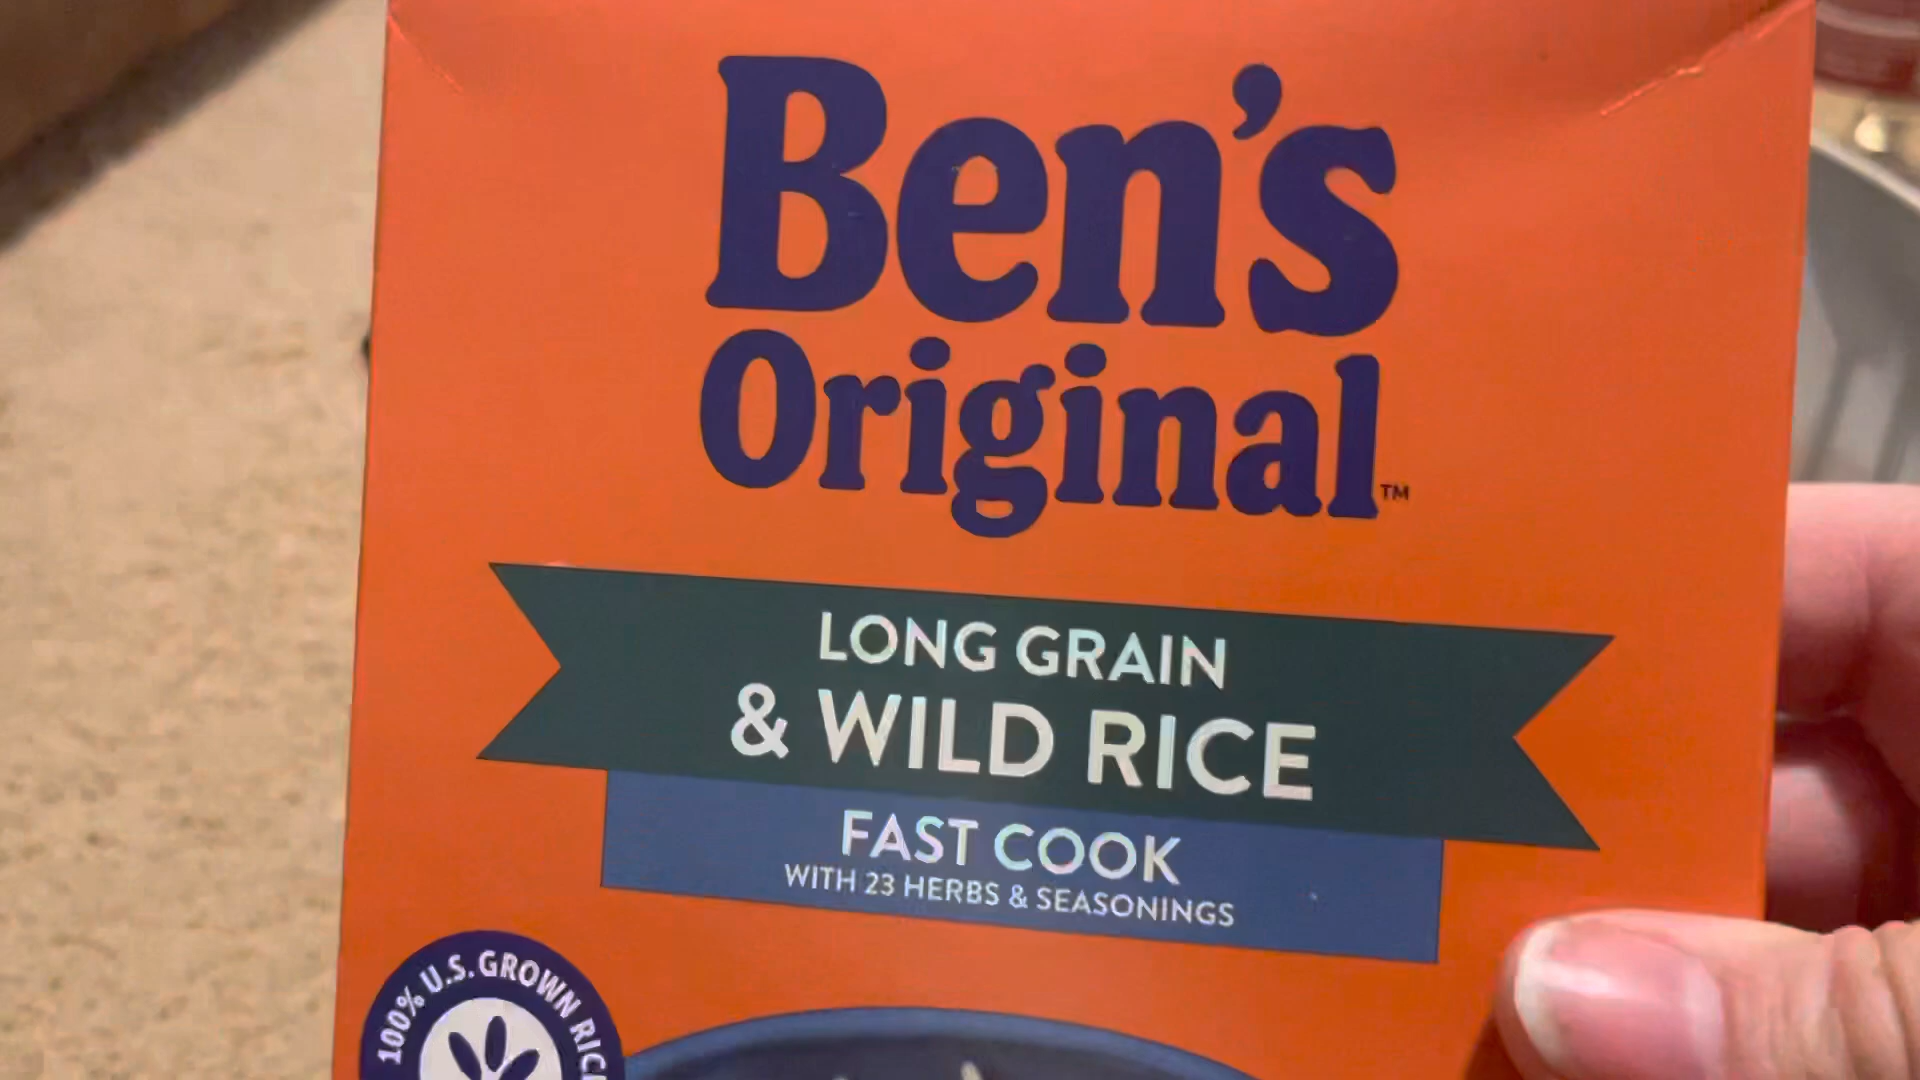 Ben's
Original™
LONG GRAIN
& WILD RICE
FAST COOK
WITH 23 HERBS & SEASONINGS
100% U.S. GROWN